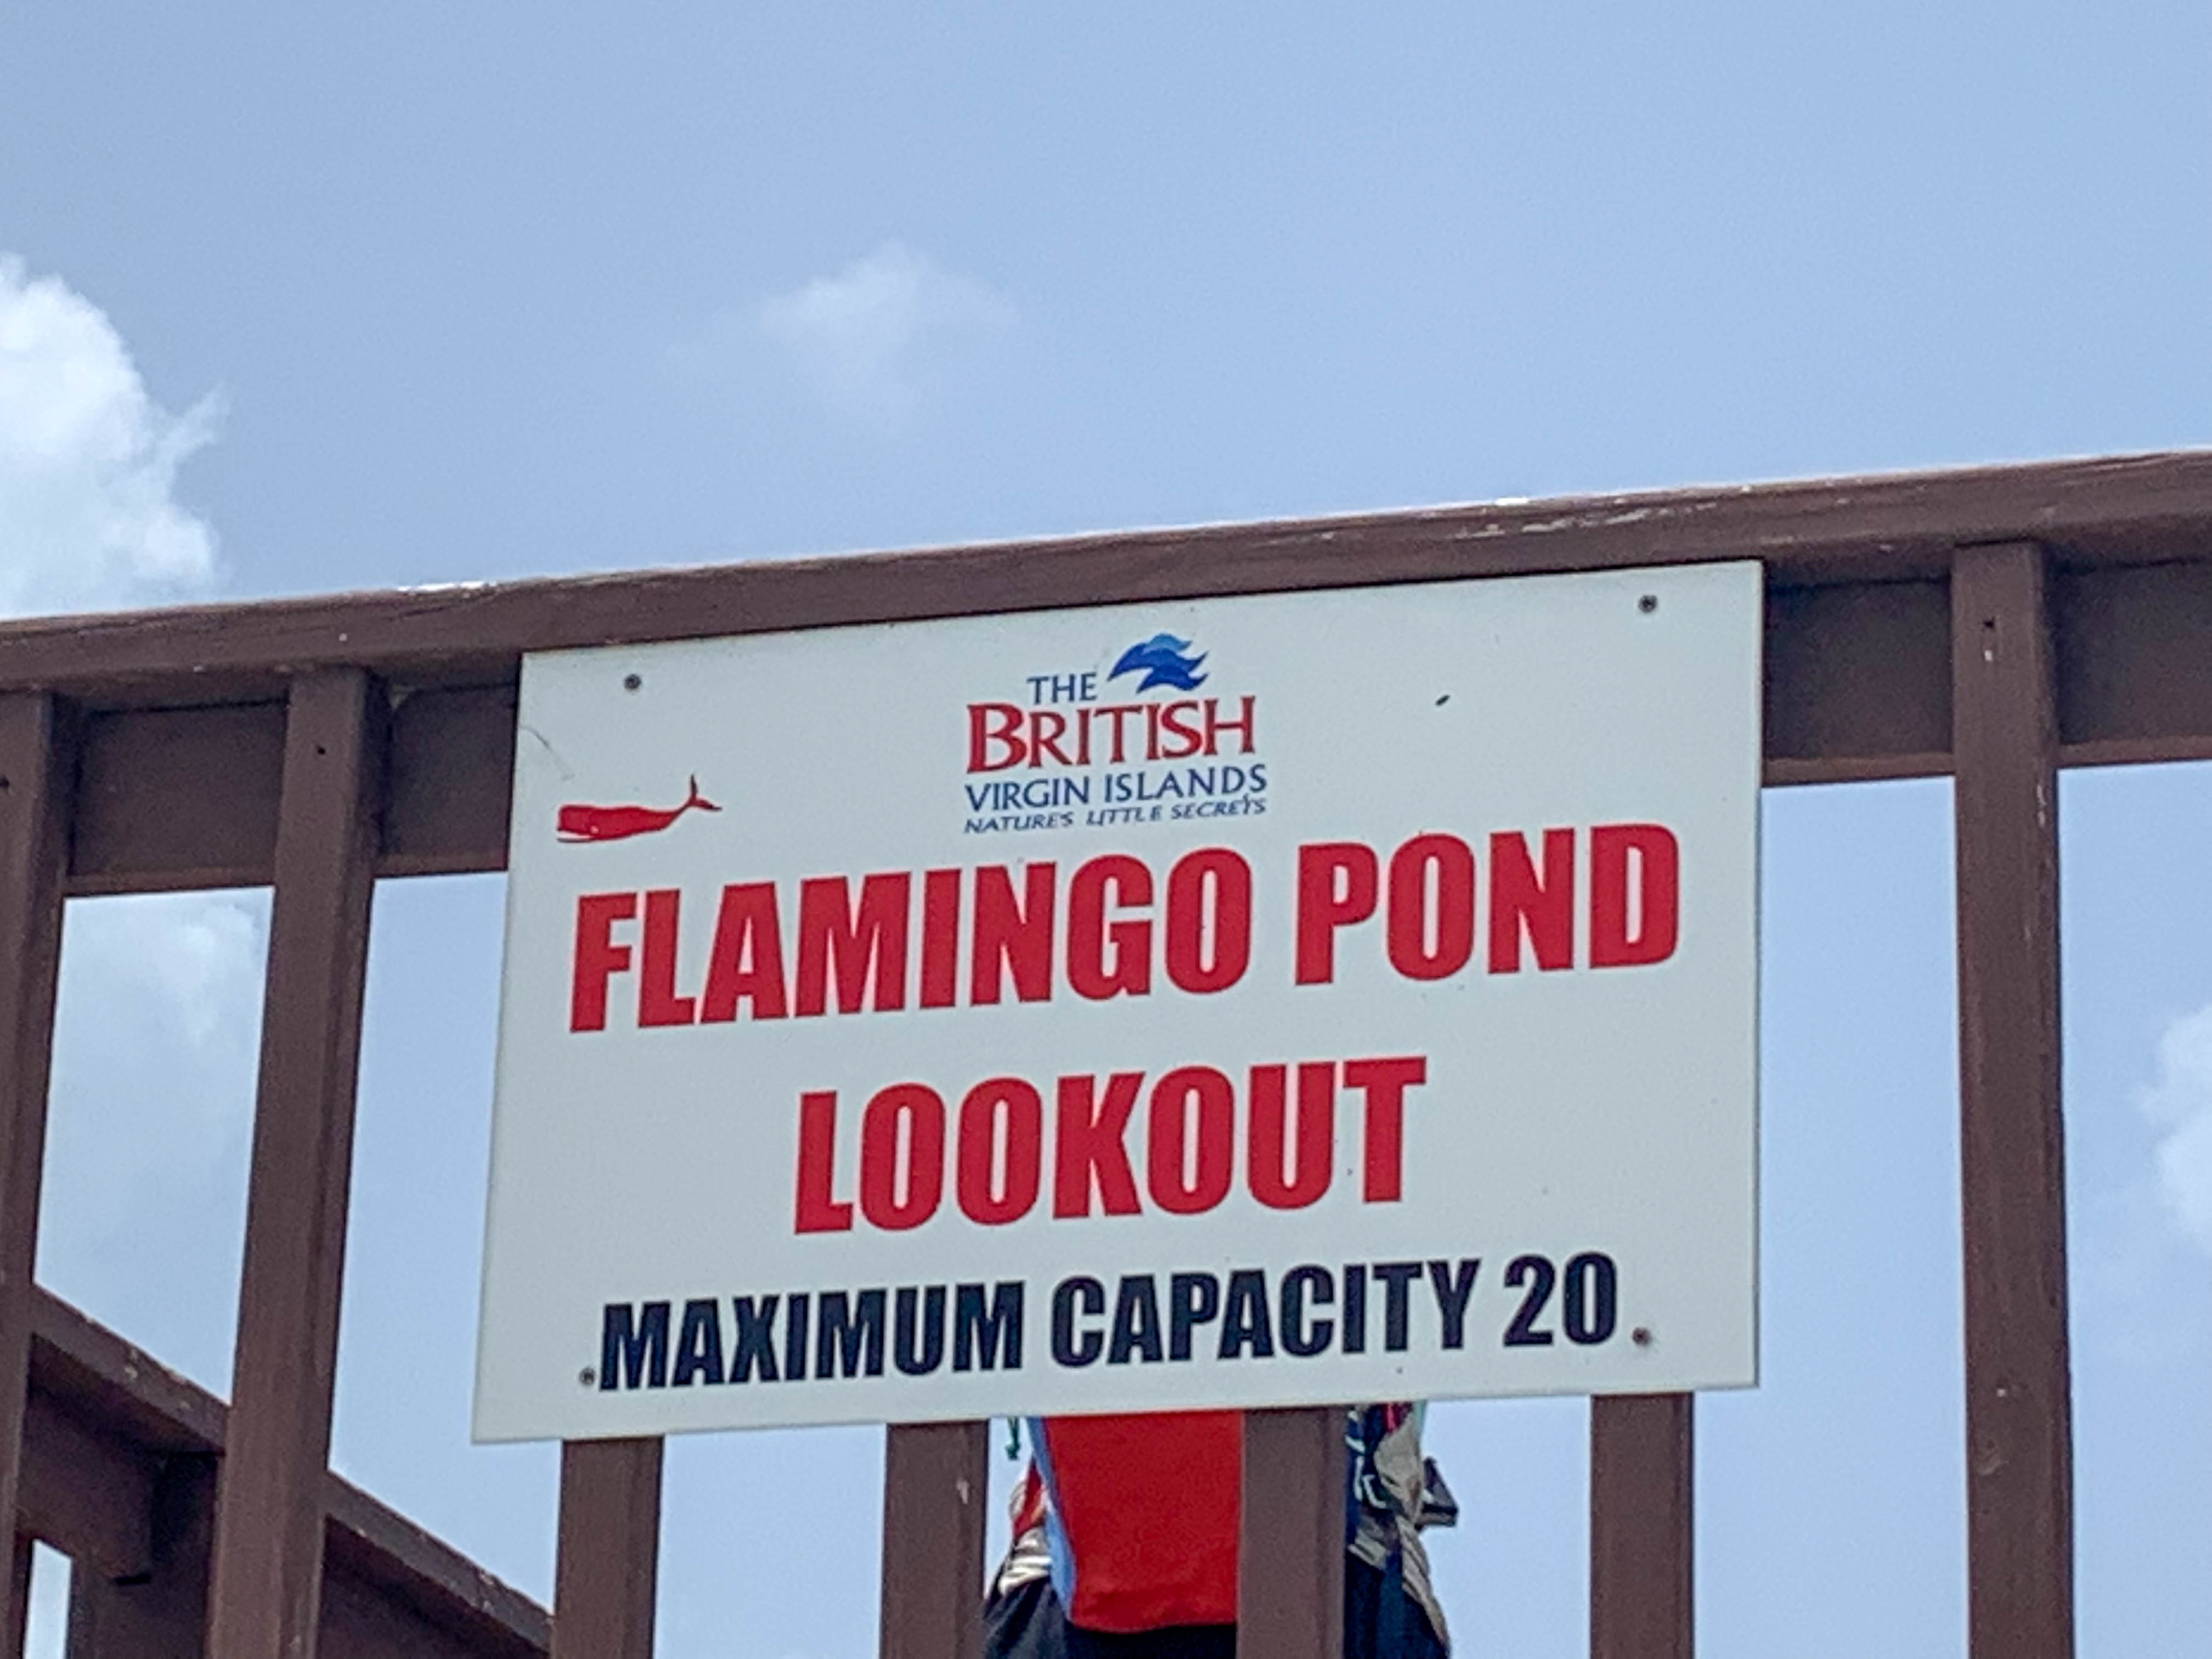 THE
BRITISH
VIRGIN ISLANDS
NATURE'S LITTLE SECRETS
FLAMINGO POND
LOOKOUT
MAXIMUM CAPACITY 20